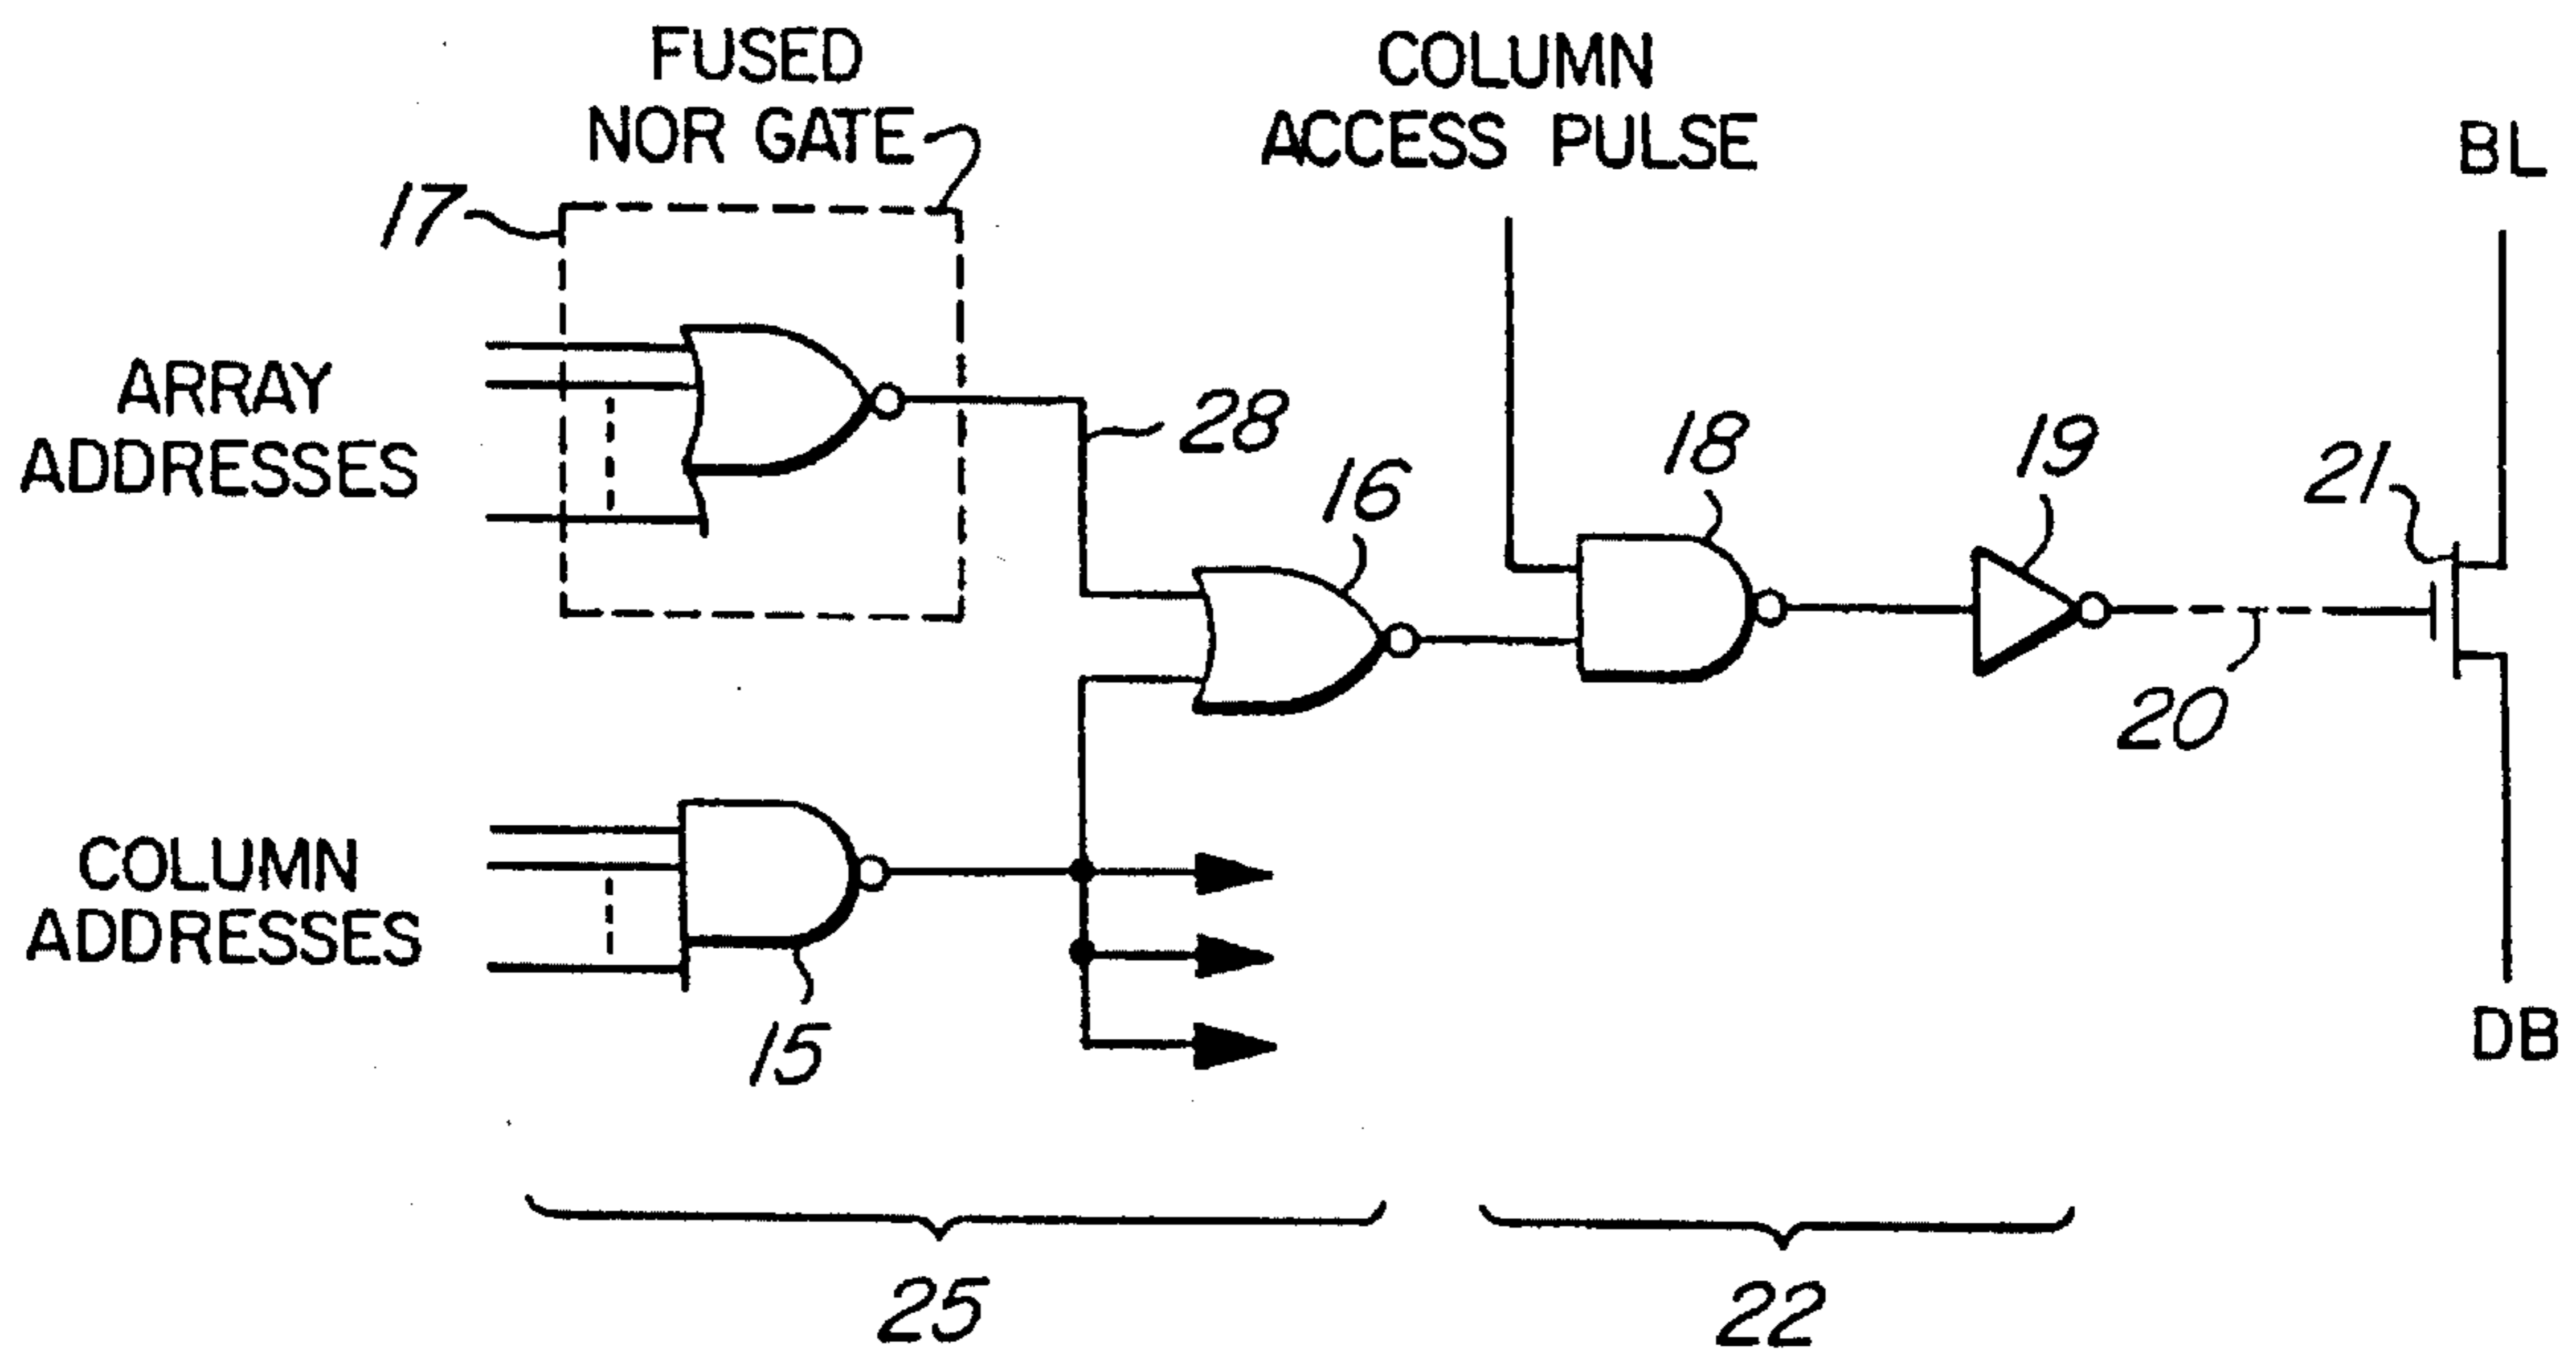 FUSED
NOR GATE
COLUMN
ACCESS PULSE
BL
17
ARRAY
ADDRESSES
28
16
18
19
21
20
COLUMN
ADDRESSES
15
DB
25
22